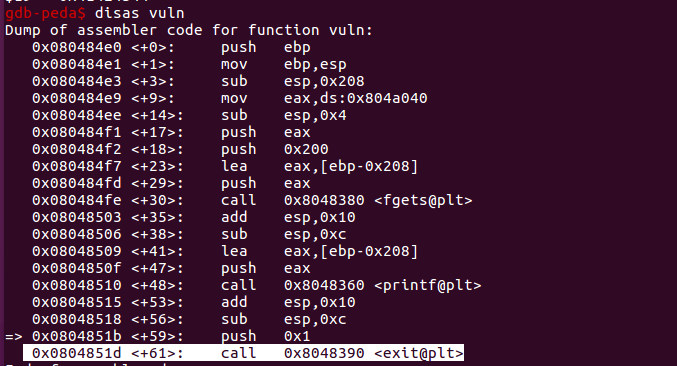 gdb-peda$ disas vuln
Dump of assembler code for function vuln:
0x080484e0 <+0>: push ebp
0x080484e1 <+1>: mov ebp,esp
0x080484e3 <+3>: sub esp,0x208
0x080484e9 <+9>: mov eax,ds:0x804a040
0x080484ee <+14>: sub esp,0x4
0x080484f1 <+17>: push eax
0x080484f2 <+18>: push 0x200
0x080484f7 <+23>: lea eax,[ebp-0x208]
0x080484fd <+29>: push eax
0x080484fe <+30>: call 0x8048380 <fgets@plt>
0x08048503 <+35>: add esp,0x10
0x08048506 <+38>: sub esp,0xc
0x08048509 <+41>: lea eax,[ebp-0x208]
0x0804850f <+47>: push eax
0x08048510 <+48>: call 0x8048360 <printf@plt>
0x08048515 <+53>: add esp,0x10
0x08048518 <+56>: sub esp,0xc
=> 0x0804851b <+59>: push 0x1
0x0804851d <+61>: call 0x8048390 <exit@plt>